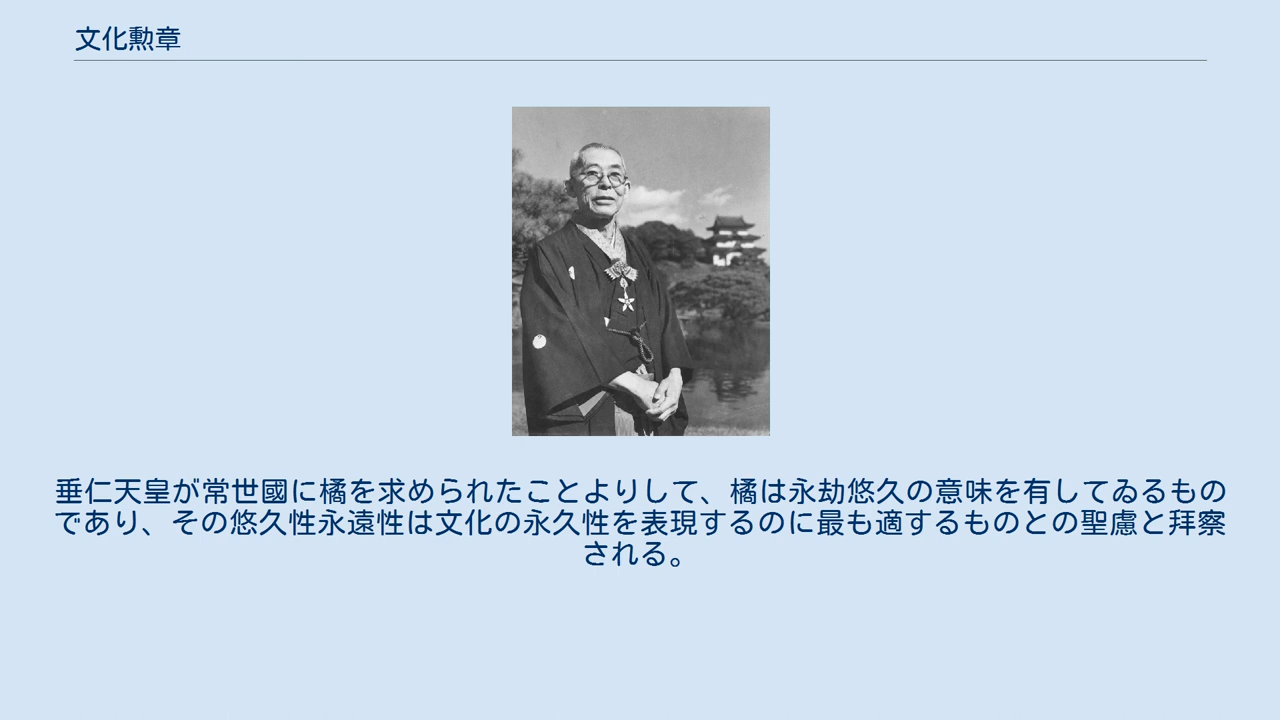 文化勲章
垂仁天皇が常世國に橘を求められたことよりして、橘は永劫悠久の意味を有してゐるもの
であり、その悠久性永遠性は文化の永久性を表現するのに最も適するものとの聖慮と拜察
される。